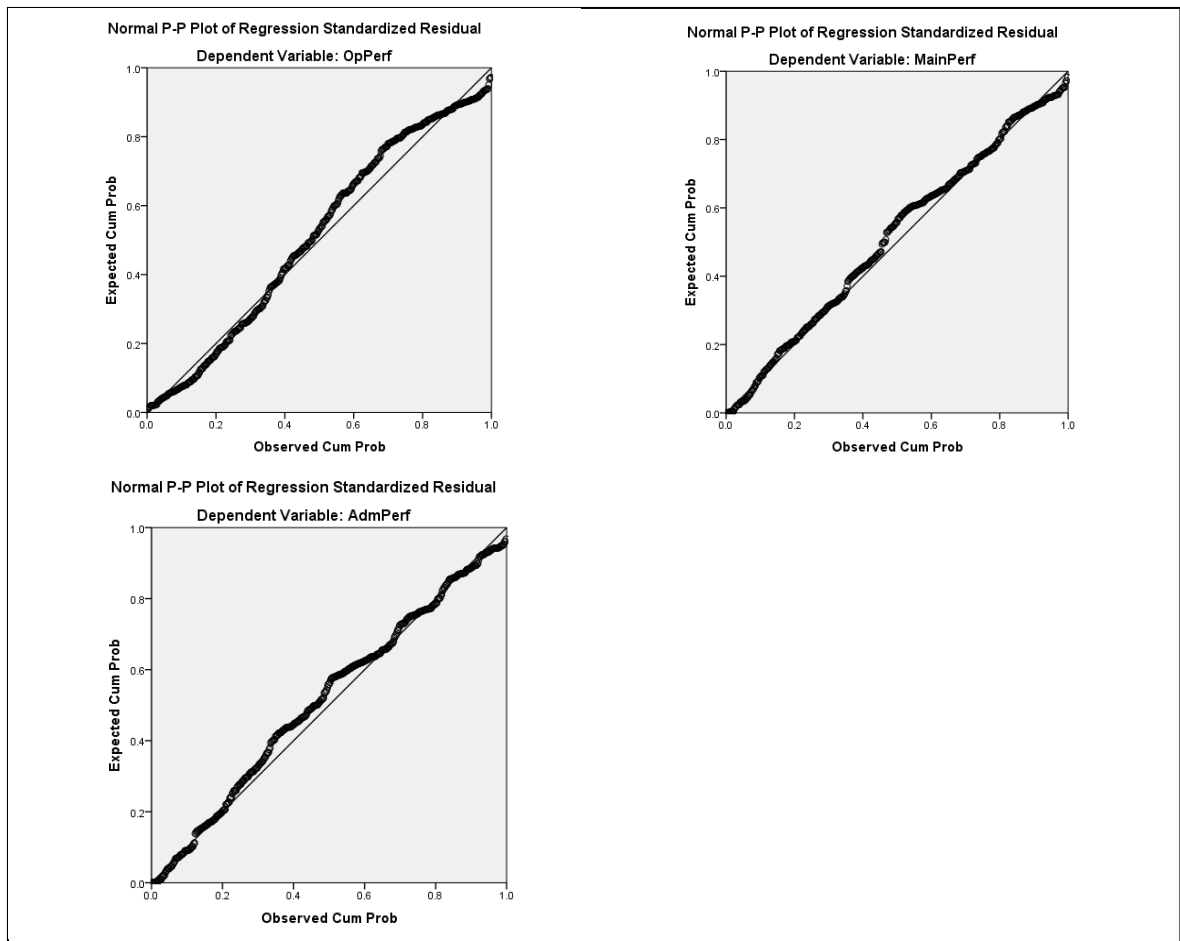 Normal P-P Plot of Regression Standardized Residual
Dependent Variable: OpPerf
1.0
0.8
0.6
0.4
0.2
0.0
Expected Cum Prob
0.0 0.2 0.4 0.6 0.8 1.0
Observed Cum Prob
Normal P-P Plot of Regression Standardized Residual
Dependent Variable: MainPerf
1.0
0.8
0.6
0.4
0.2
0.0
Expected Cum Prob
0.0 0.2 0.4 0.6 0.8 1.0
Observed Cum Prob
Normal P-P Plot of Regression Standardized Residual
Dependent Variable: AdmPerf
1.0
0.8
0.6
0.4
0.2
0.0
Expected Cum Prob
0.0 0.2 0.4 0.6 0.8 1.0
Observed Cum Prob